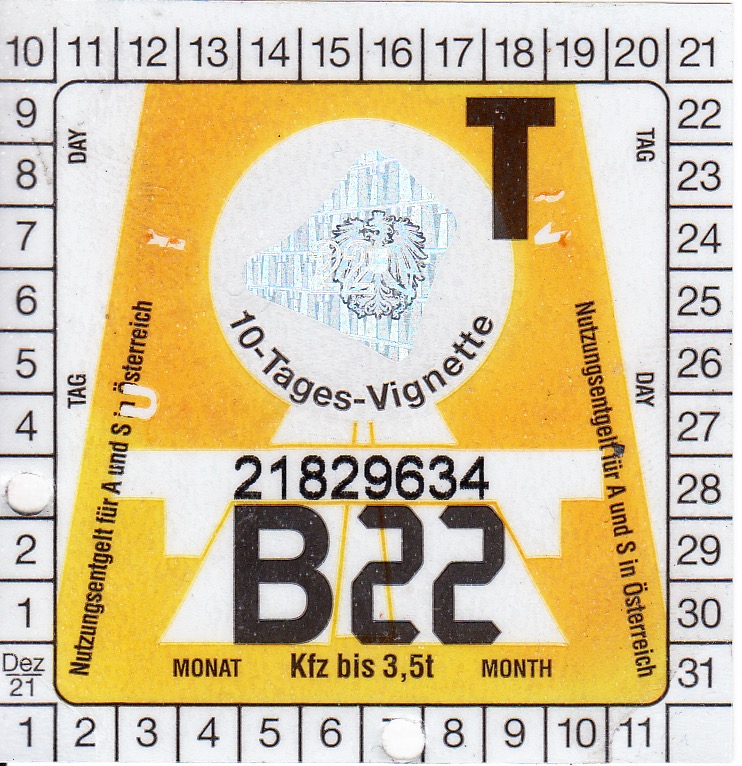 10 11 12 13 14 15 16 17 18 19 20 21
9 22
8 23
7 24
6 25
5 26
4 27
28
2 29
1 30
Dez 21 31
1 2 3 4 5 6 8 9 10 11
DAY
TAG
T
TAG
DAY
10-Tages-Vignette
Nutzungsentgelt für A und S in Österreich
Nutzungsentgelt für A und S in Österreich
21829634
B22
MONAT Kfz bis 3,5t MONTH